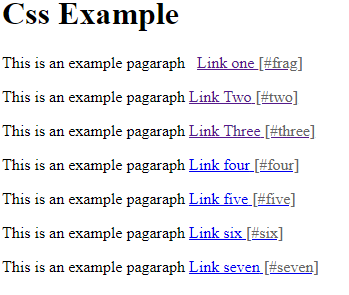 Css Example
This is an example pagaraph Link one [#frag]
This is an example pagaraph Link Two [#two]
This is an example pagaraph Link Three [#three]
This is an example pagaraph Link four [#four]
This is an example pagaraph Link five [#five]
This is an example pagaraph Link six [#six]
This is an example pagaraph Link seven [#seven]